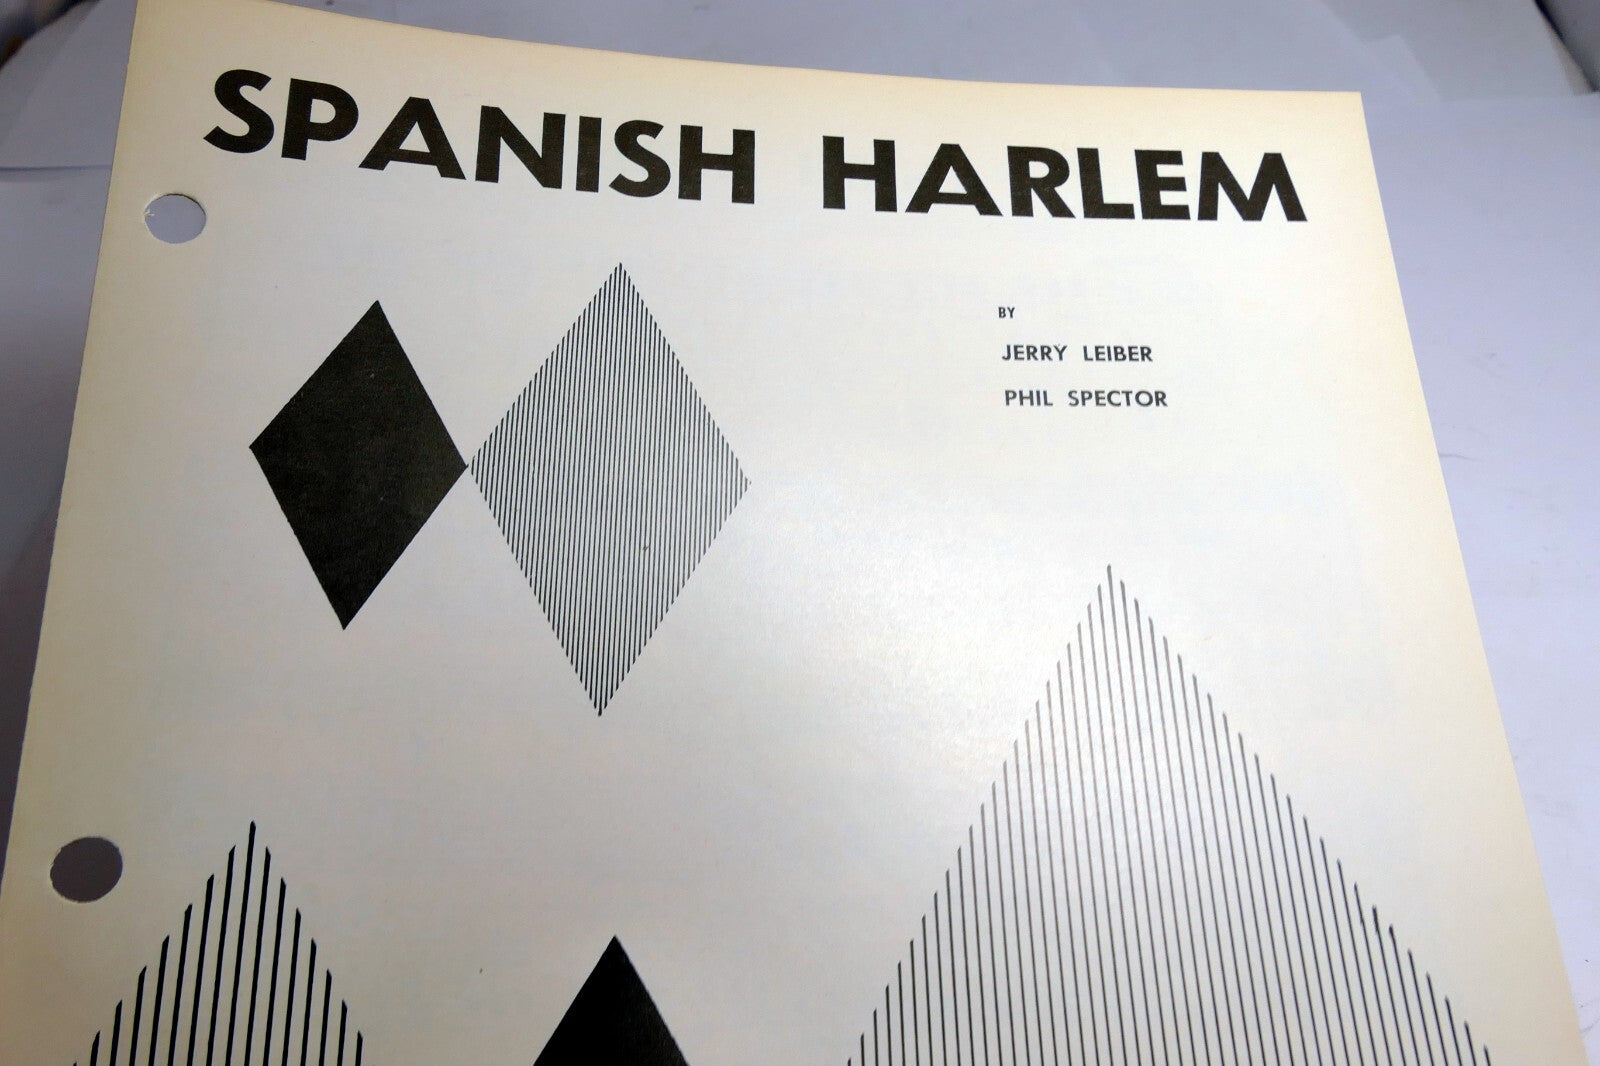 SPANISH HARLEM
BY
JERRY LEIBER
PHIL SPECTOR